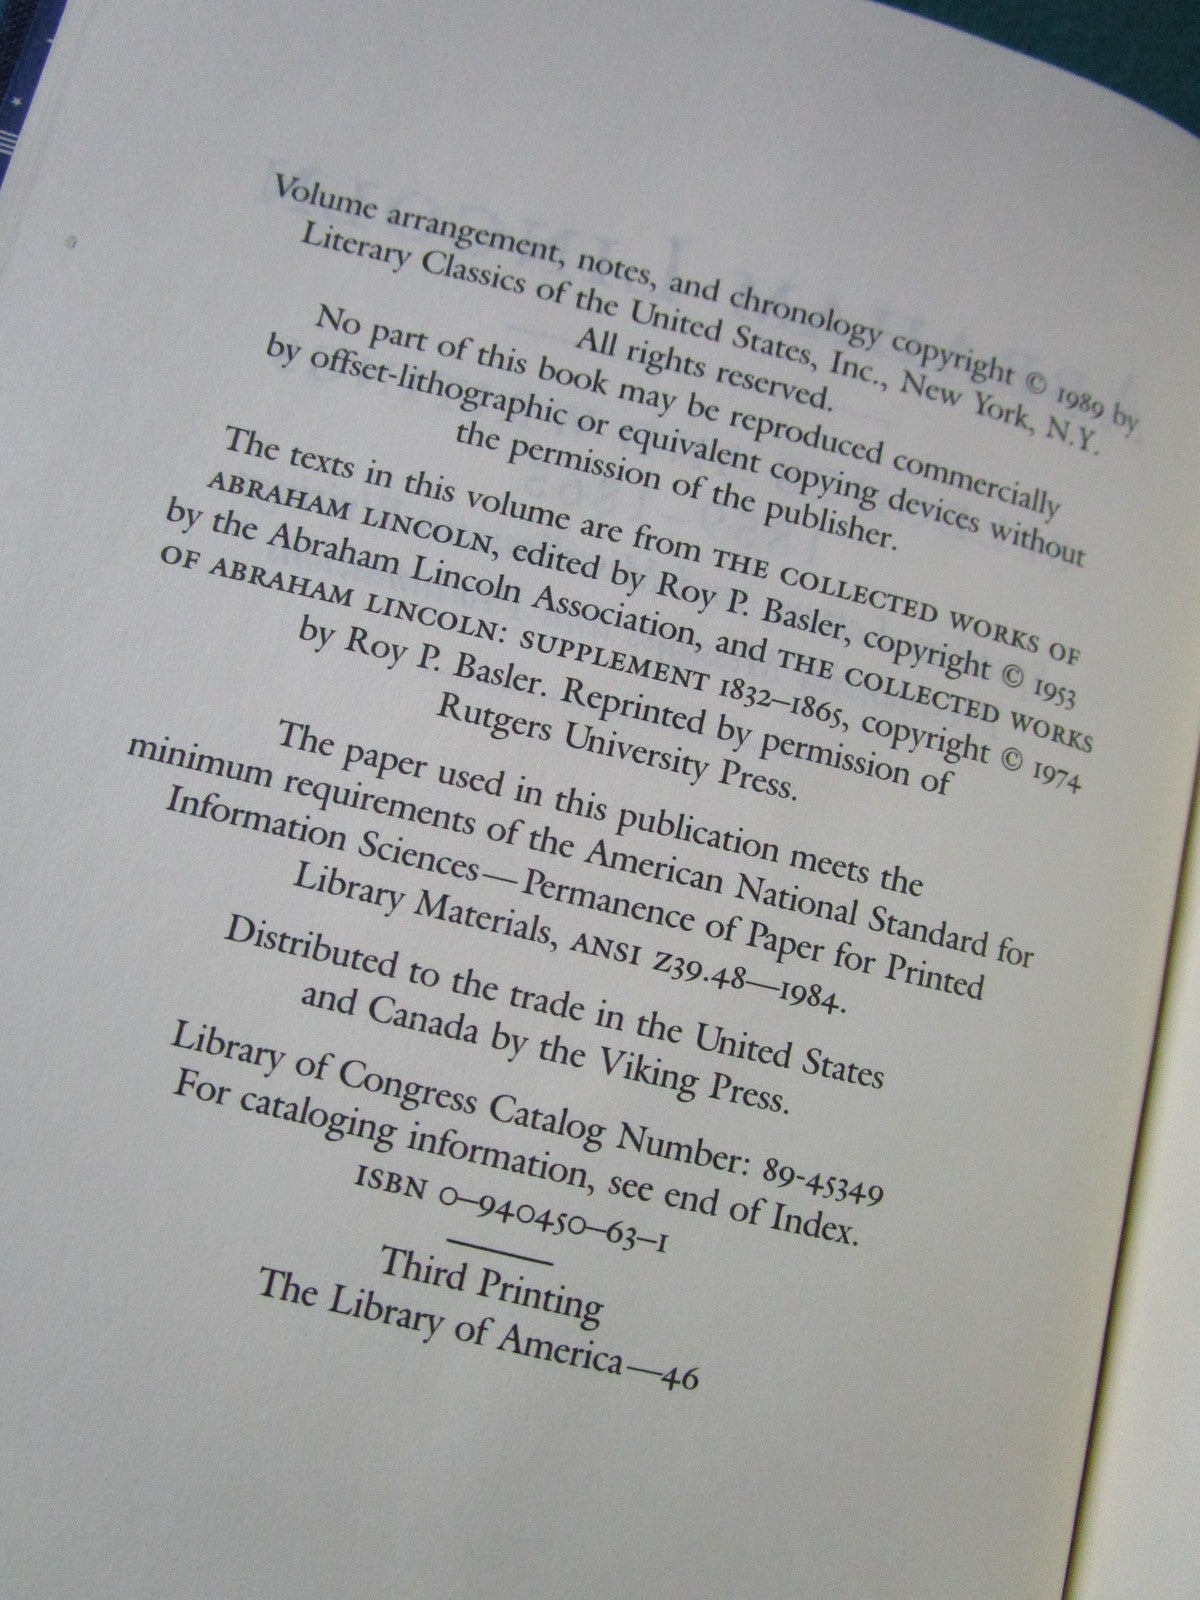 Volume arrangement, notes, and chronology copyright © 1989 by
Literary Classics of the United States, Inc., New York, N.Y.
All rights reserved.
No part of this book may be reproduced commercially
by offset-lithographic or equivalent copying devices without
the permission of the publisher.
The texts in this volume are from THE COLLECTED WORKS OF
ABRAHAM LINCOLN, edited by Roy P. Basler, copyright © 1953
by the Abraham Lincoln Association, and THE COLLECTED WORKS
OF ABRAHAM LINCOLN: SUPPLEMENT 1832–1865, copyright © 1974
by Roy P. Basler. Reprinted by permission of
Rutgers University Press.
The paper used in this publication meets the
minimum requirements of the American National Standard for
Information Sciences—Permanence of Paper for Printed
Library Materials, ANSI Z39.48—1984.
Distributed to the trade in the United States
and Canada by the Viking Press.
Library of Congress Catalog Number: 89-45349
For cataloging information, see end of Index.
ISBN 0–940450–63–1
Third Printing
The Library of America—46